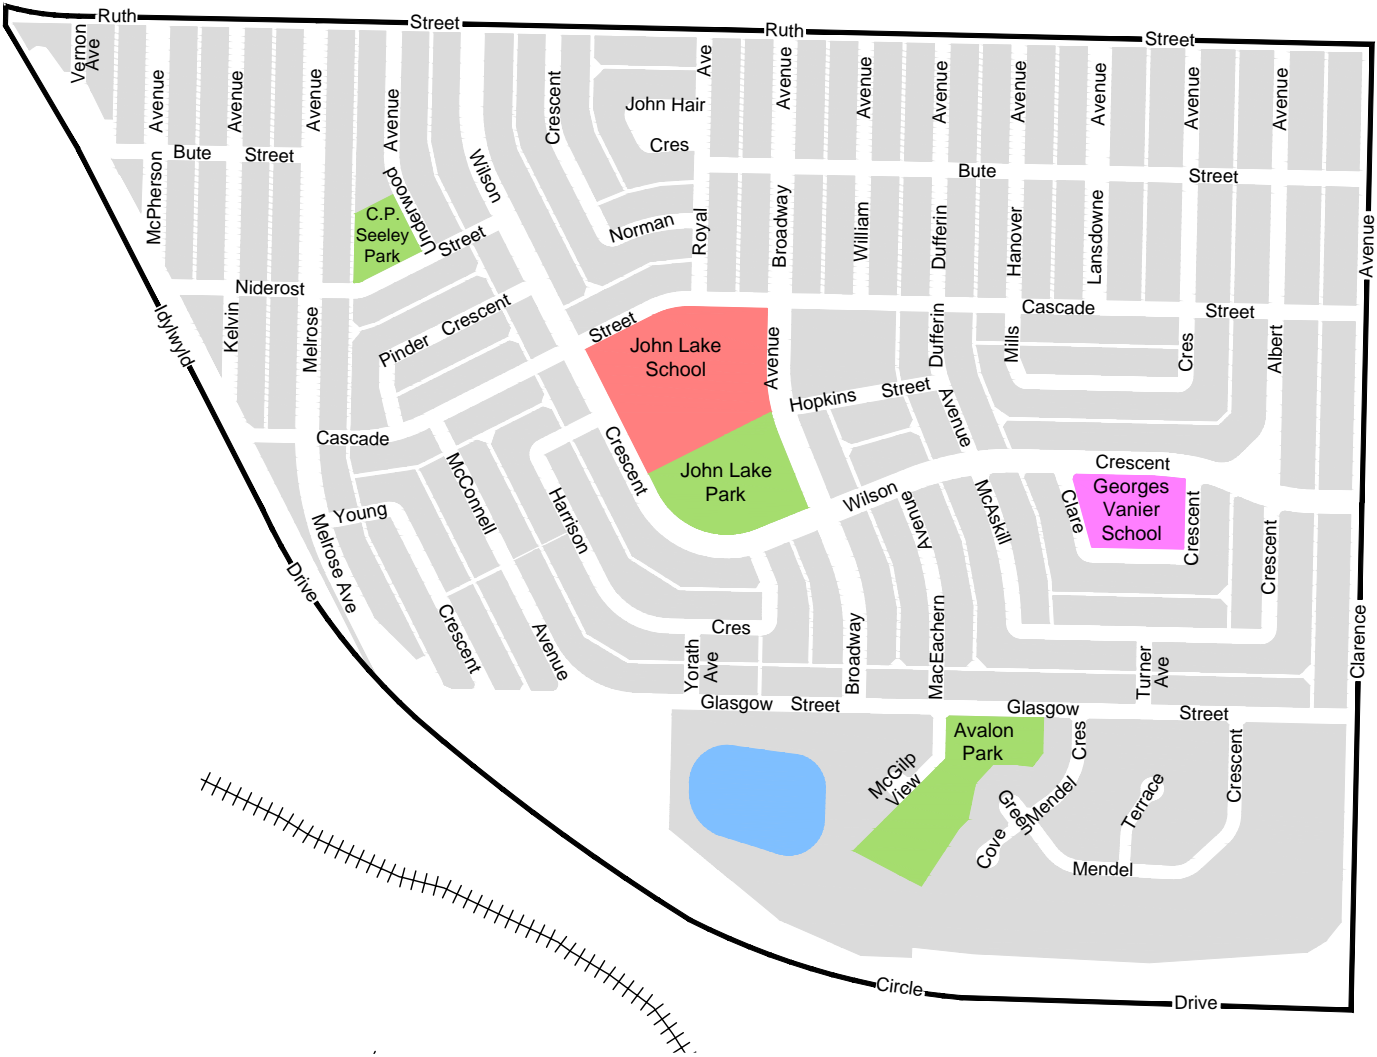 Ruth
Street
Ruth
Street
Vernon
Ave
Avenue
Avenue
Avenue
Avenue
Crescent
Ave
Avenue
Avenue
Avenue
Avenue
Avenue
Avenue
Avenue
John Hair
Cres
Bute
Street
Bute
Street
McPherson
Underwood
Wilson
C.P.
Seeley
Park
Street
Norman
Royal
Broadway
William
Dufferin
Hanover
Lansdowne
Avenue
Niderost
Idylwyld
Kelvin
Melrose
Pinder
Crescent
Street
John Lake
School
Avenue
Cascade
Street
Dufferin
Mills
Cres
Albert
Hopkins
Street
Avenue
Cascade
Crescent
John Lake
Park
McConnell
Harrison
Wilson
Avenue
McAskill
Crescent
Clare
Georges
Vanier
School
Crescent
Crescent
Young
Melrose Ave
Drive
Crescent
Avenue
Cres
Yorath
Ave
Broadway
MacEachern
Turner
Ave
Clarence
Glasgow
Street
Glasgow
Street
Avalon
Park
McGilp
View
Cres
Mendel
Green
Cove
Terrace
Crescent
Mendel
Circle
Drive